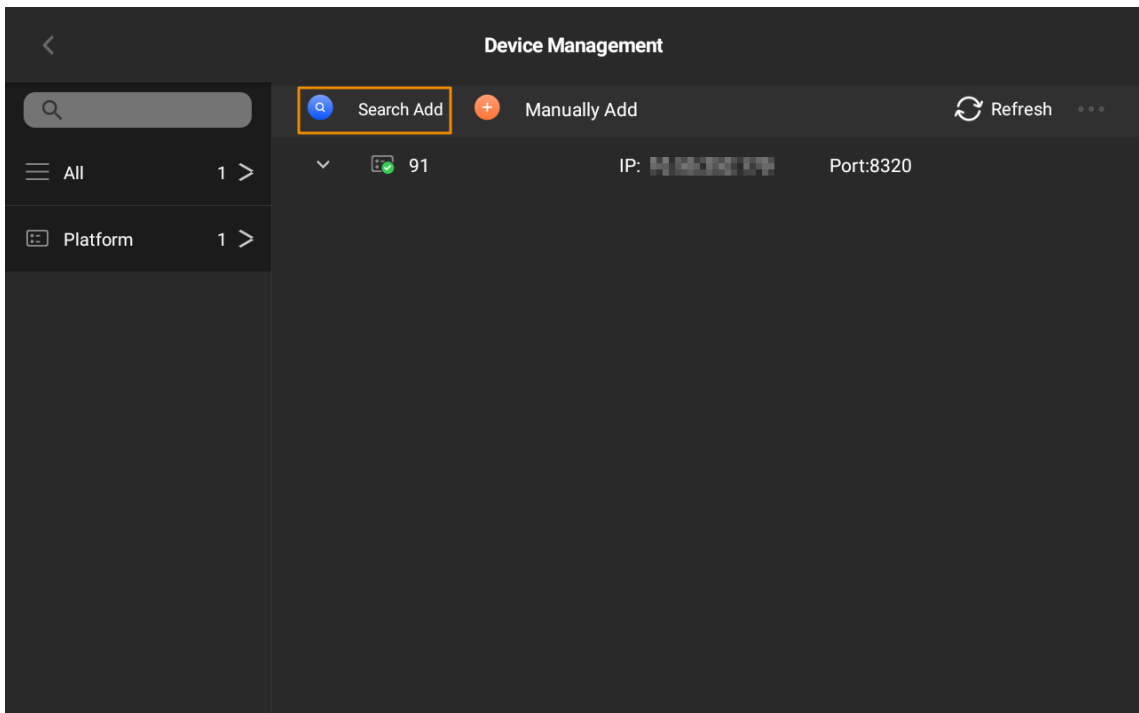 Device Management
Search Add Manually Add Refresh
All 1
Platform 1
91 IP: Port:8320